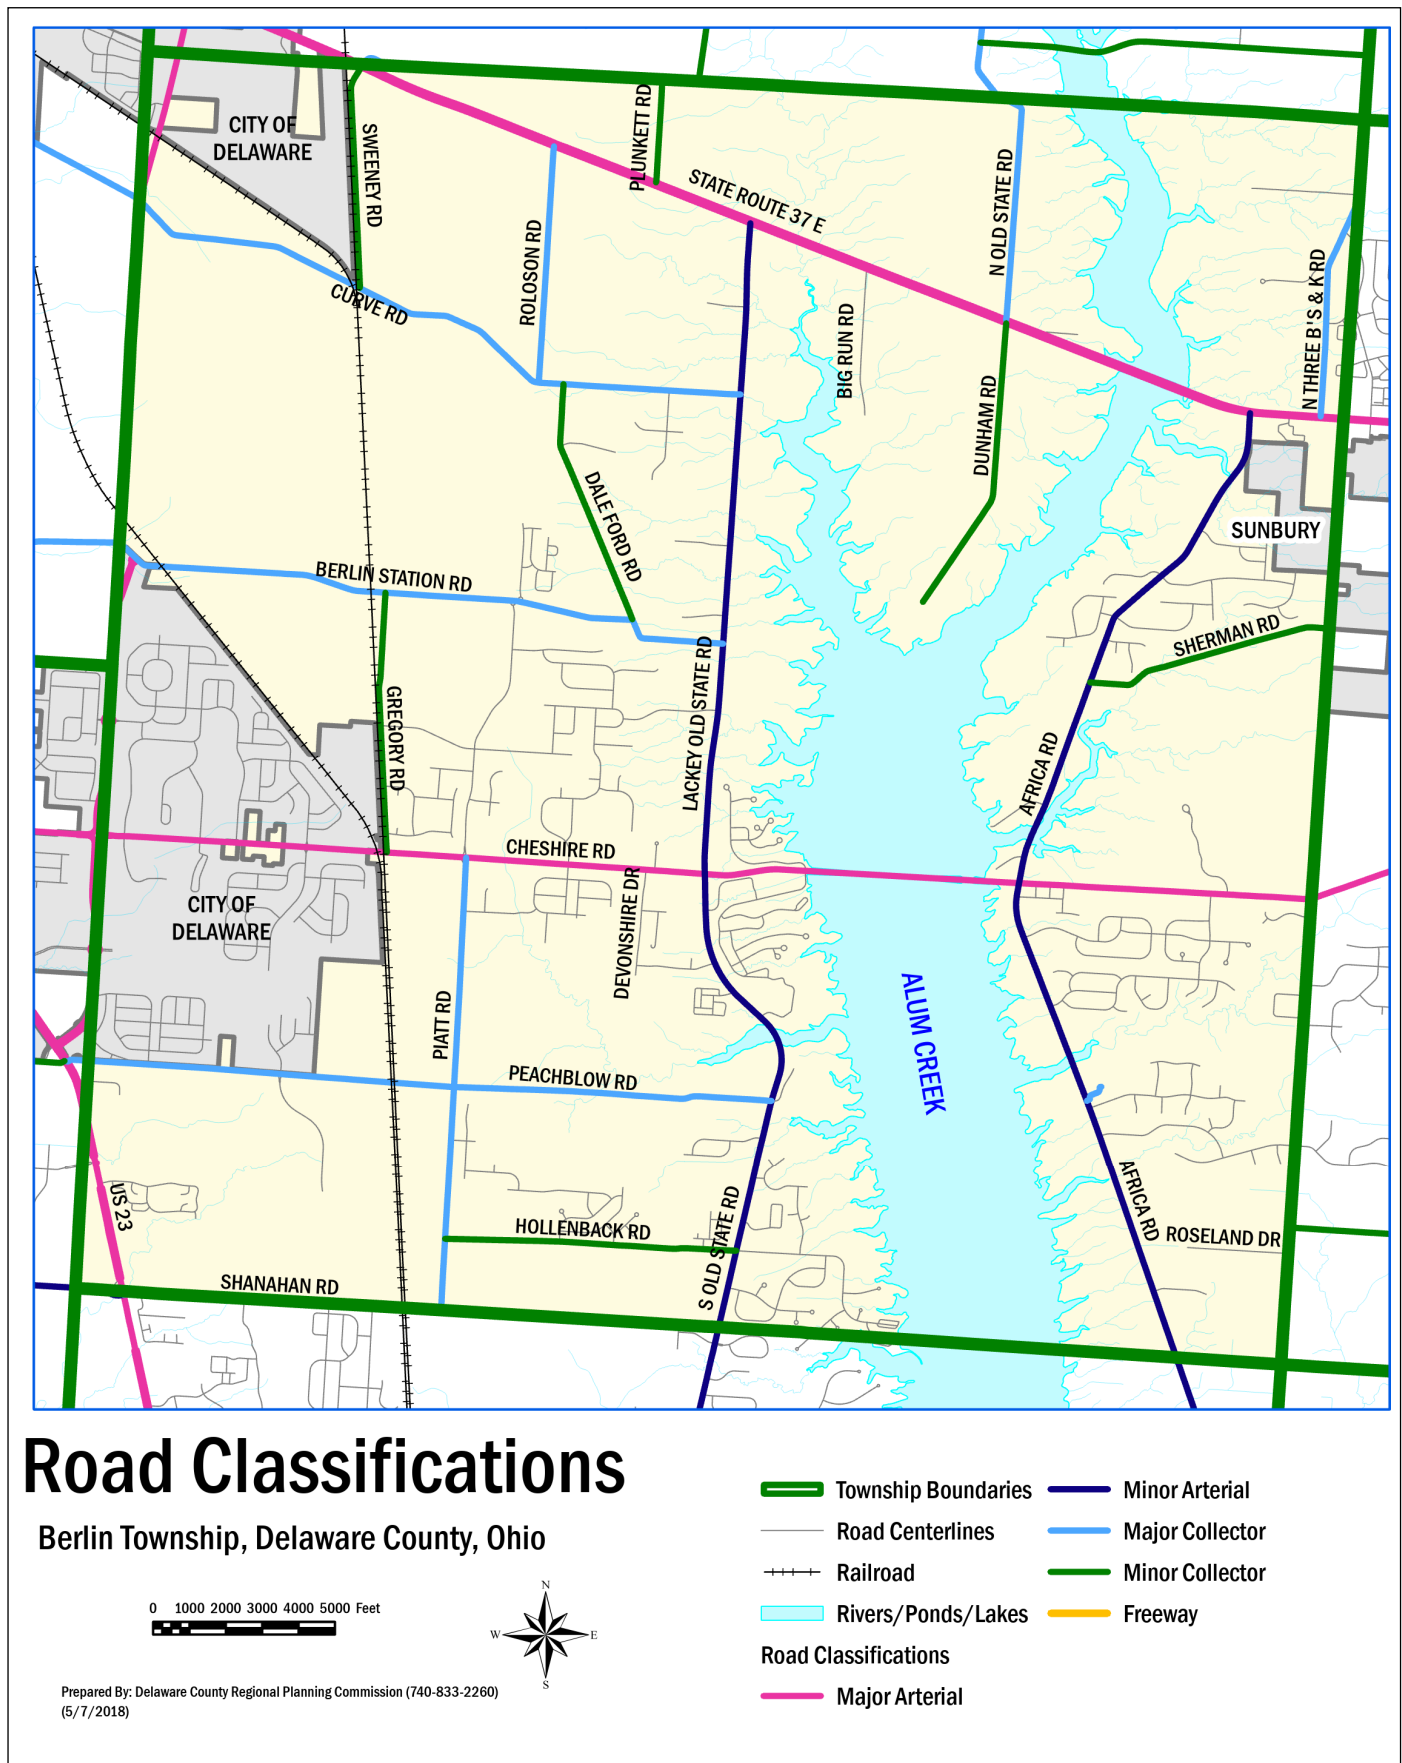 CITY OF
DELAWARE
SWEENEY RD
PLUNKETT RD
STATE ROUTE 37 E
N OLD STATE RD
ROLOSON RD
CURVE RD
BIG RUN RD
N THREE B'S & K RD
DUNHAM RD
DALE FORD RD
SUNBURY
BERLIN STATION RD
SHERMAN RD
LACKEY OLD STATE RD
GREGORY RD
AFRICA RD
CHESHIRE RD
DEVONSHIRE DR
CITY OF
DELAWARE
ALUM CREEK
PIATT RD
PEACHBLOW RD
US 23
AFRICA RD
HOLLENBACK RD
S OLD STATE RD
ROSELAND DR
SHANAHAN RD
Road Classifications
Berlin Township, Delaware County, Ohio
0 1000 2000 3000 4000 5000 Feet
N
W
E
S
Prepared By: Delaware County Regional Planning Commission (740-833-2260)
(5/7/2018)
Township Boundaries
Road Centerlines
Railroad
Rivers/Ponds/Lakes
Road Classifications
Major Arterial
Minor Arterial
Major Collector
Minor Collector
Freeway